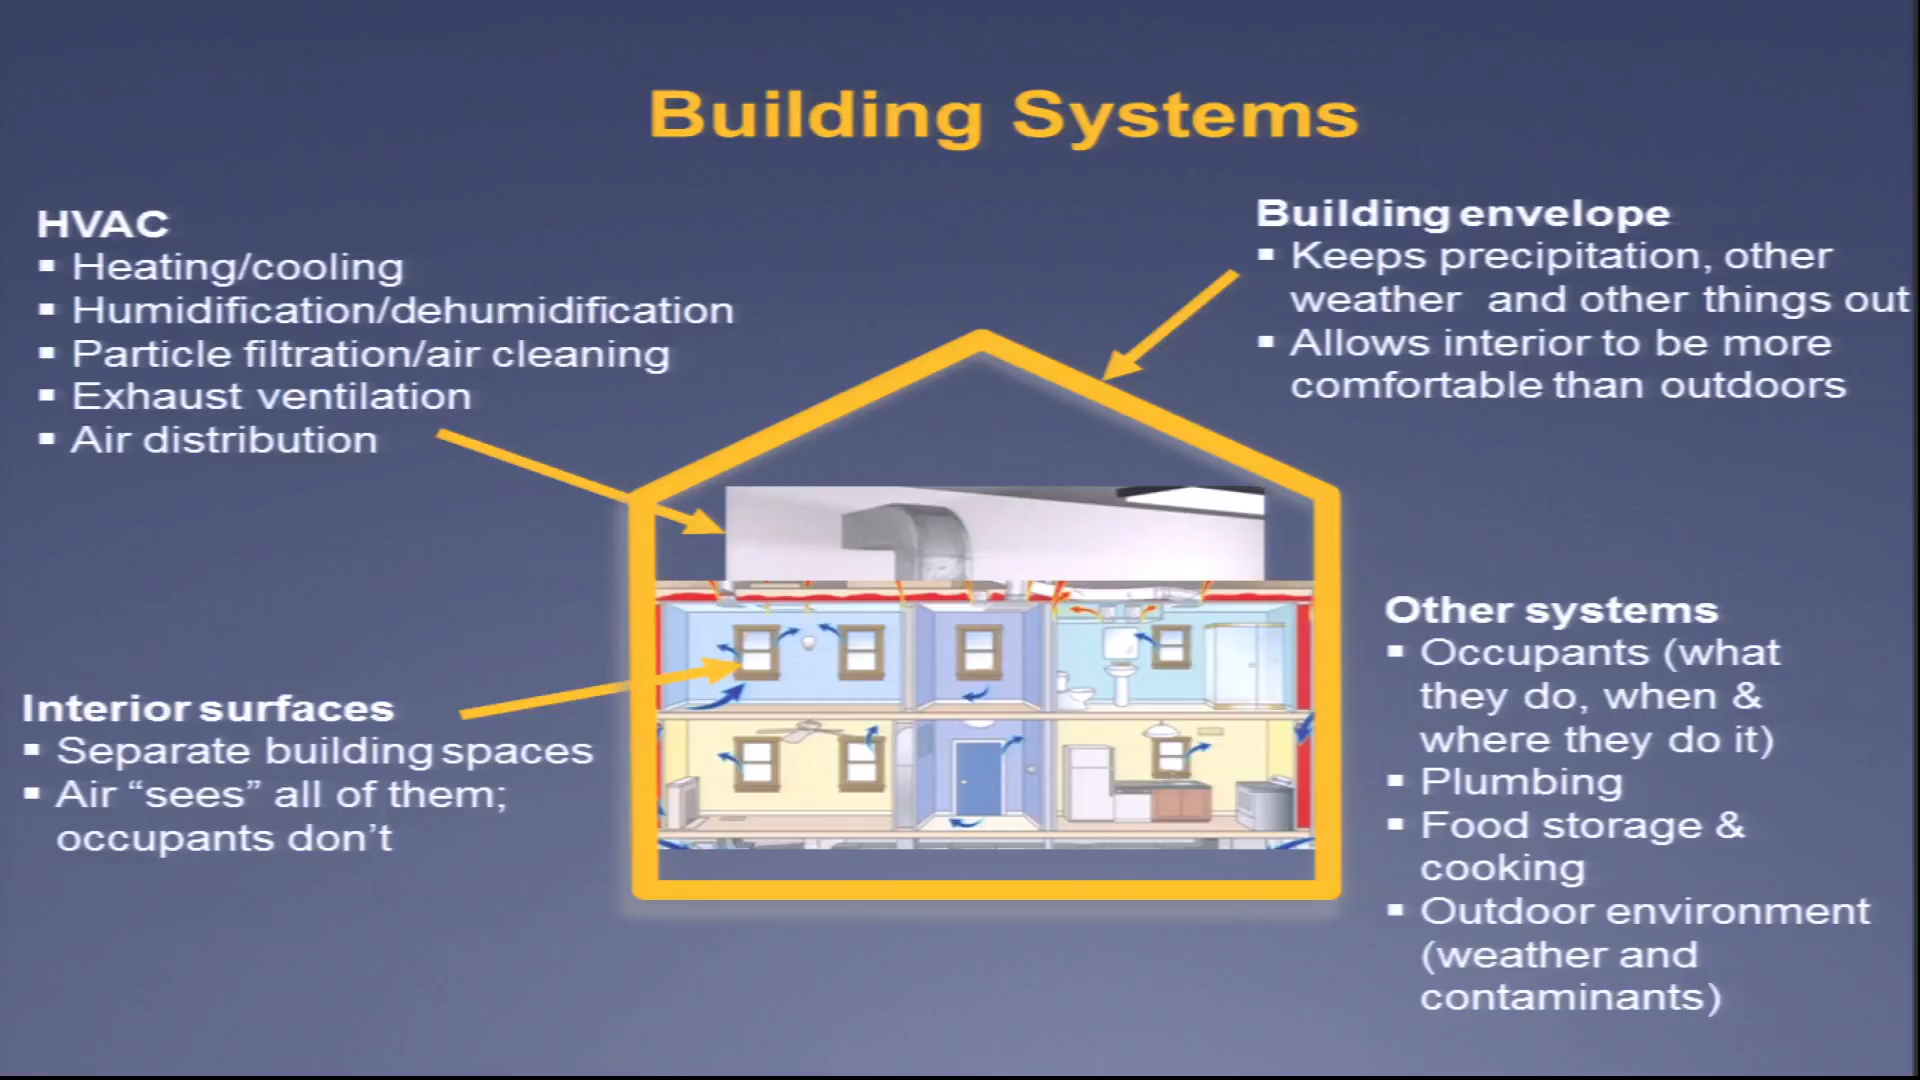 Building Systems
HVAC
▪ Heating/cooling
▪ Humidification/dehumidification
▪ Particle filtration/air cleaning
▪ Exhaust ventilation
▪ Air distribution
Building envelope
▪ Keeps precipitation, other
weather and other things out
▪ Allows interior to be more
comfortable than outdoors
Interior surfaces
▪ Separate building spaces
▪ Air “sees” all of them;
occupants don’t
Other systems
▪ Occupants (what
they do, when &
where they do it)
▪ Plumbing
▪ Food storage &
cooking
▪ Outdoor environment
(weather and
contaminants)